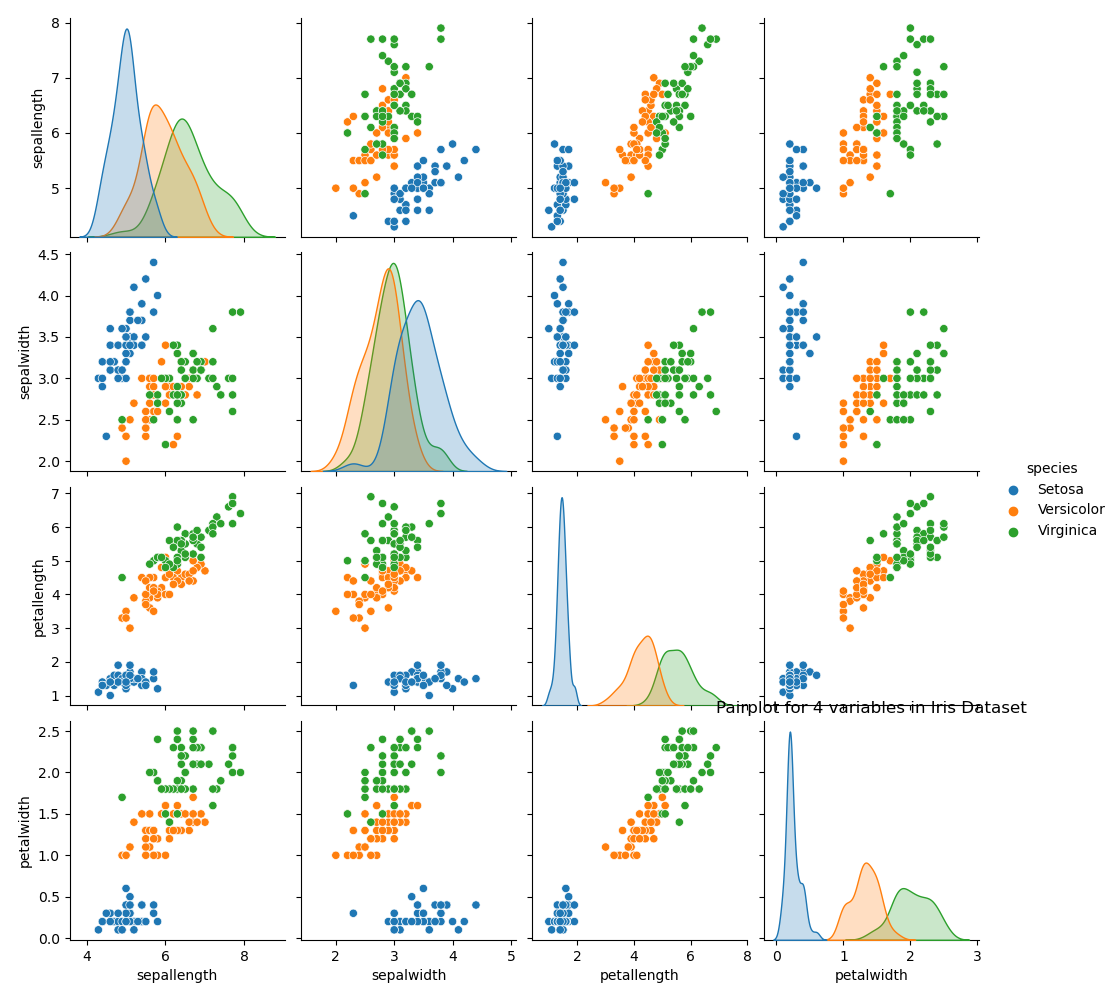 8
7
6
5
sepallength
4.5
4.0
3.5
3.0
2.5
2.0
sepalwidth
species
Setosa
Versicolor
Virginica
7
6
5
4
3
2
1
petallength
Pairplot for 4 variables in Iris Dataset
2.5
2.0
1.5
1.0
0.5
0.0
petalwidth
4 6 8
2 3 4 5
2 4 6 8
0 1 2 3
sepallength
sepalwidth
petallength
petalwidth